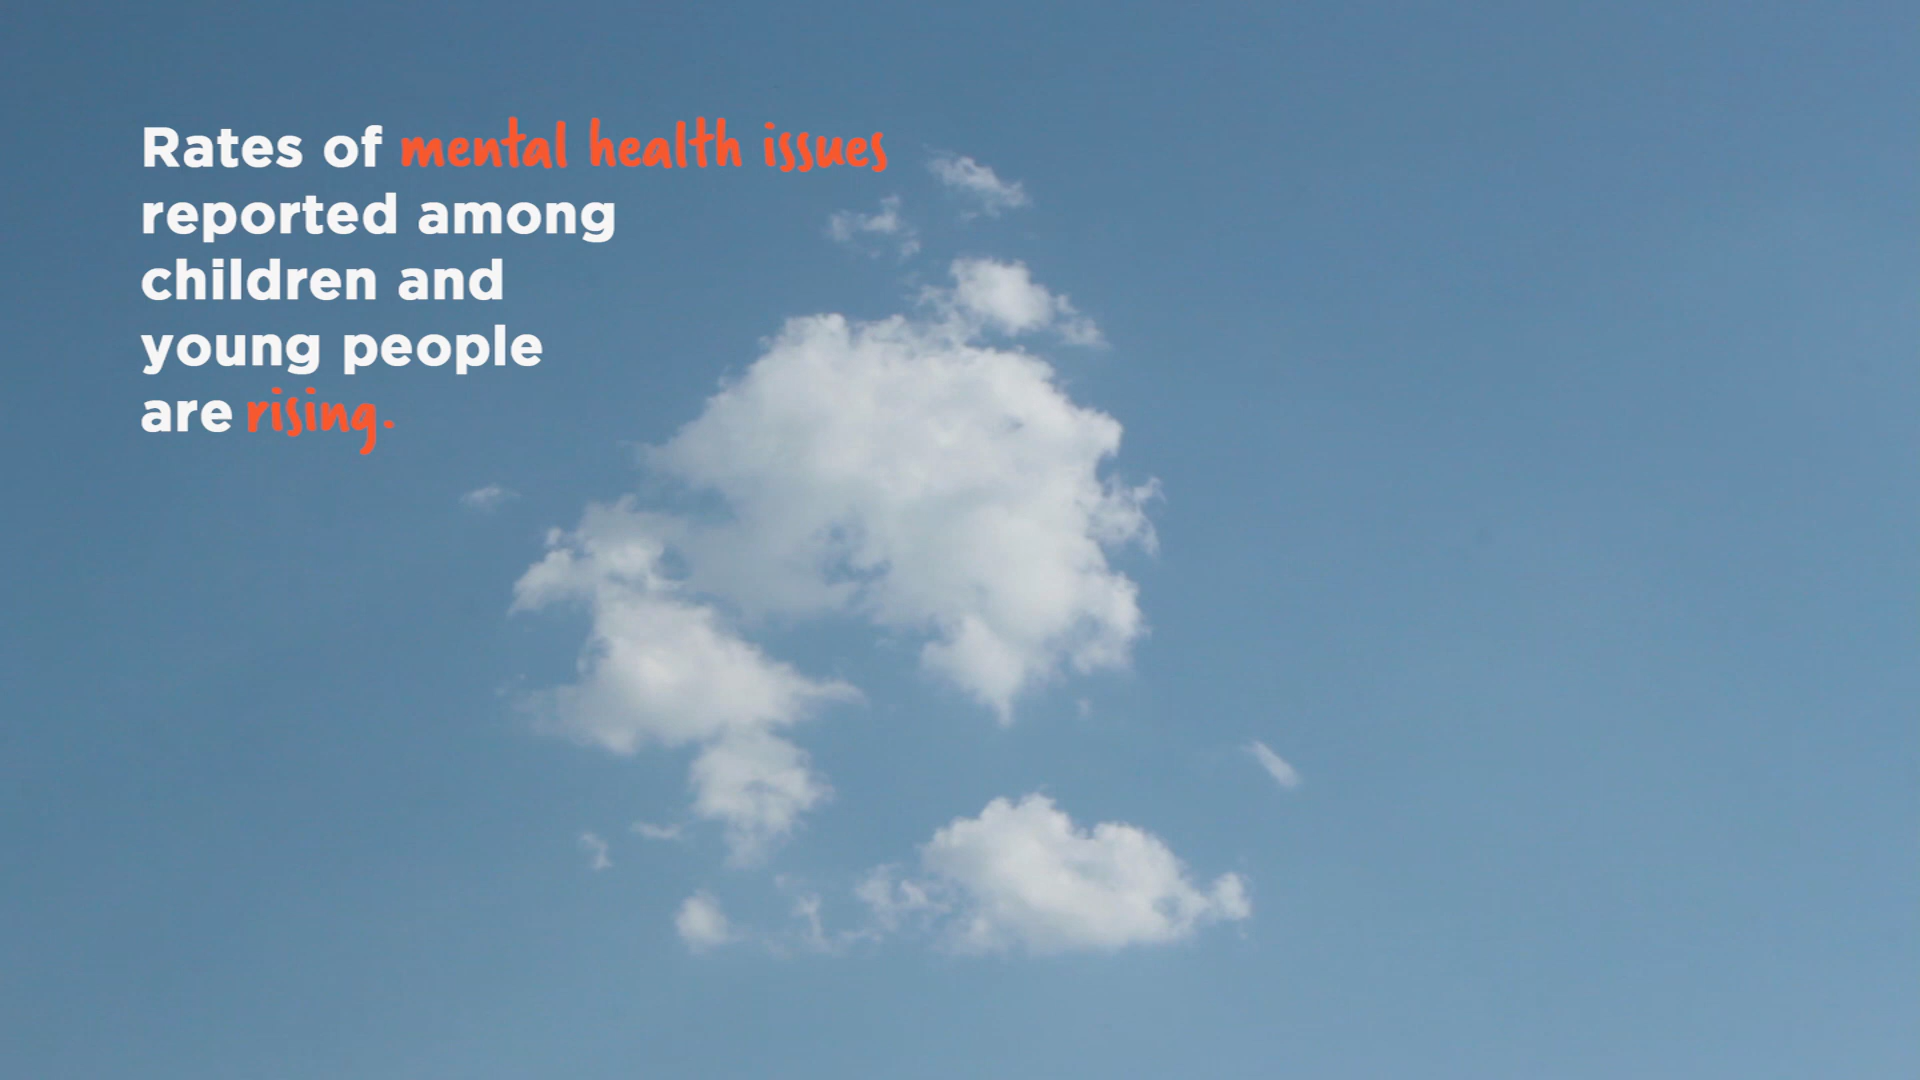 Rates of mental health issues
reported among
children and
young people
are rising.